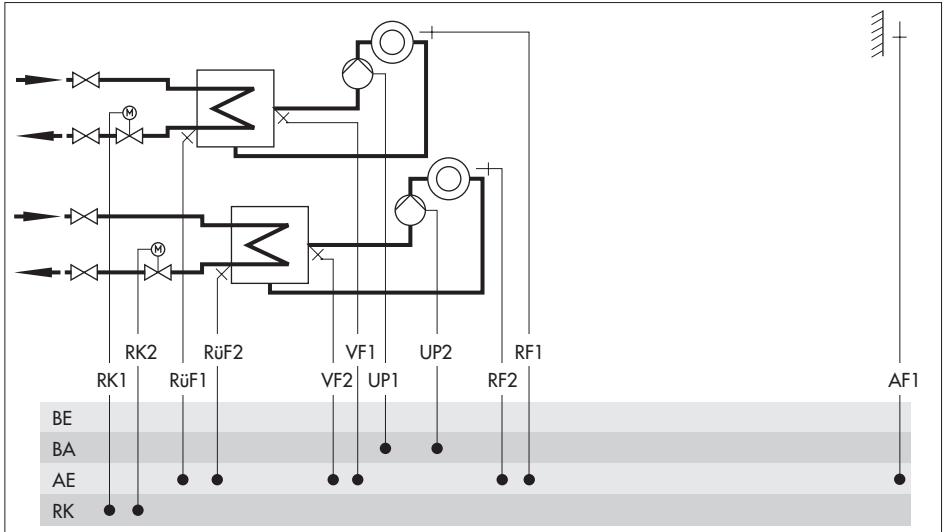 M
M
RK2 RüF2 VF1 UP2 RF1
RK1 RüF1 VF2 UP1 RF2 AF1
BE
BA
AE
RK